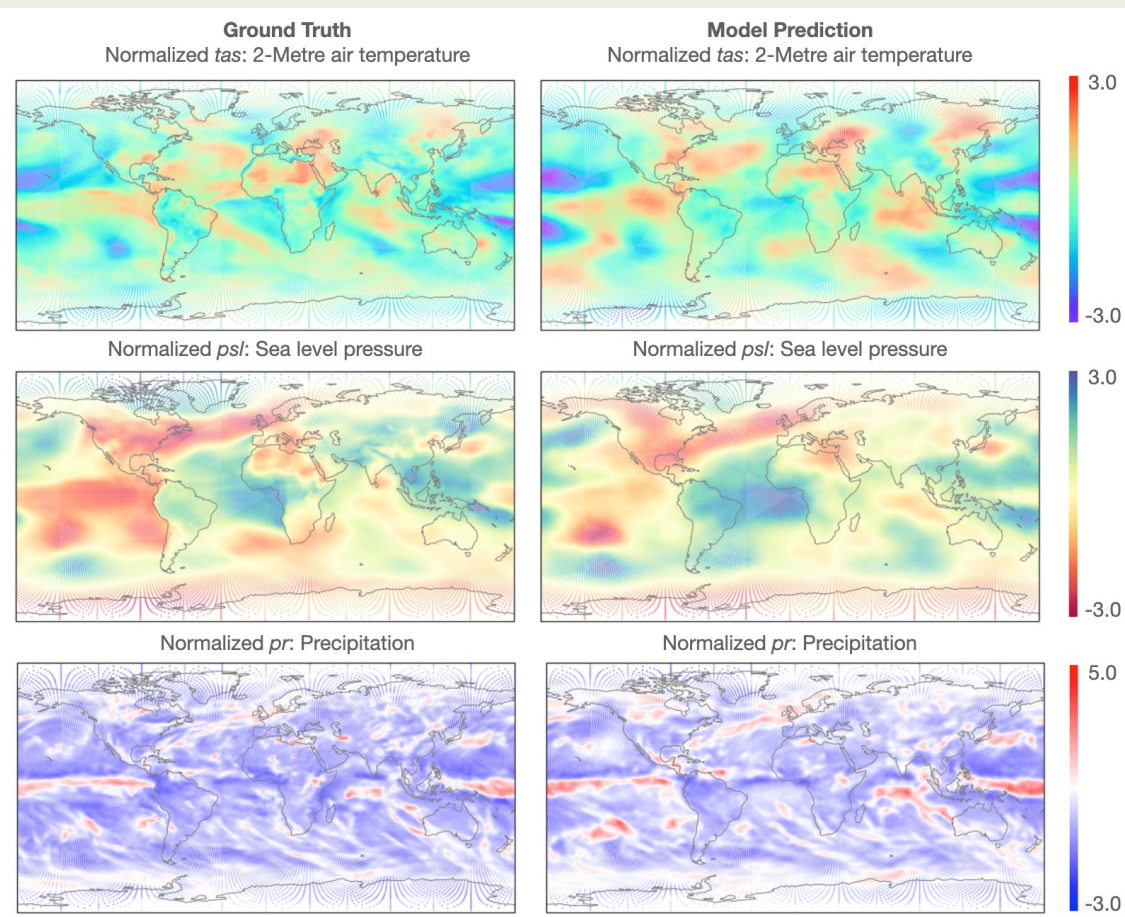 Ground Truth
Normalized tas: 2-Metre air temperature
Model Prediction
Normalized tas: 2-Metre air temperature
3.0
-3.0
Normalized psl: Sea level pressure
Normalized psl: Sea level pressure
3.0
-3.0
Normalized pr: Precipitation
Normalized pr: Precipitation
5.0
-3.0